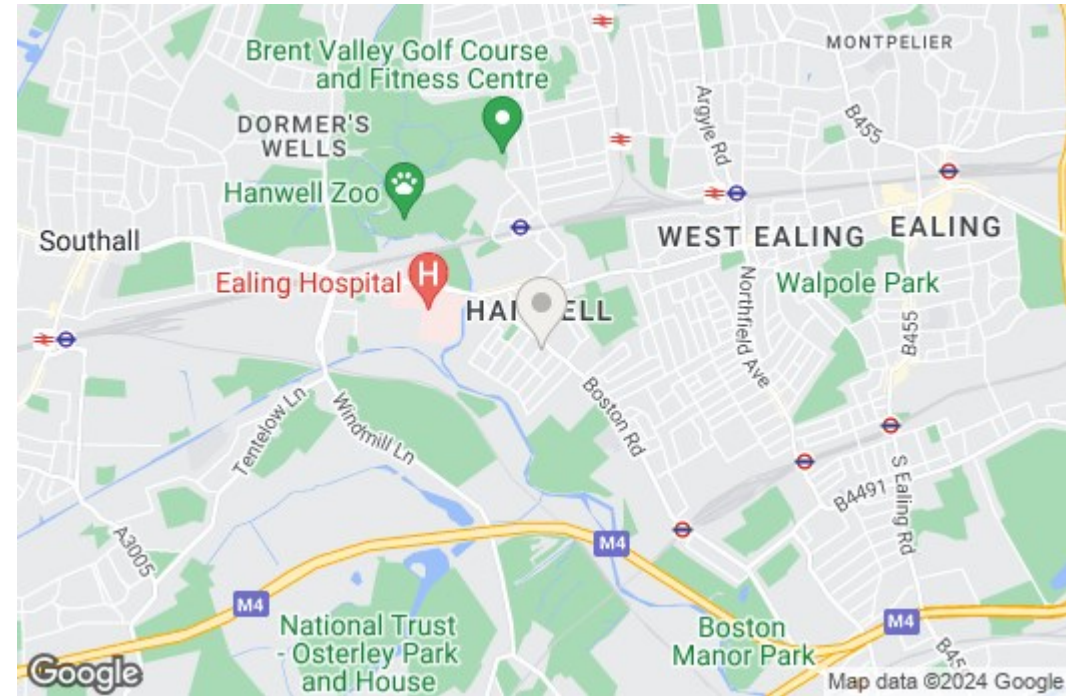 Brent Valley Golf Course
and Fitness Centre
MONTPELIER
DORMER'S
WELLS
Argyle Rd
B455
Hanwell Zoo
Southall
WEST EALING
EALING
Ealing Hospital
H
Walpole Park
HANWELL
Northfield Ave
B455
Boston Rd
Tentelow Ln
Windmill Ln
S Ealing Rd
B4491
A3005
M4
M4
M4
National Trust
- Osterley Park
and House
Boston
Manor Park
Google
Map data ©2024 Google